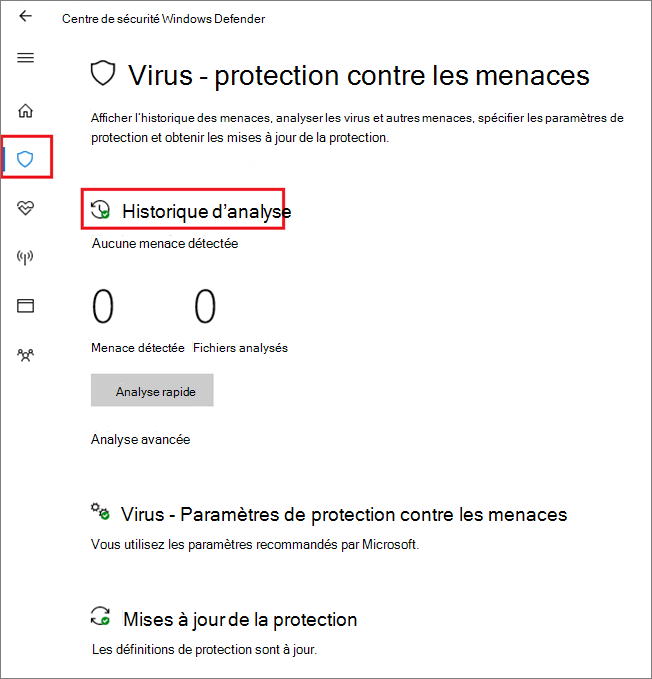 Centre de sécurité Windows Defender
Virus - protection contre les menaces
Afficher l'historique des menaces, analyser les virus et autres menaces, spécifier les paramètres de
protection et obtenir les mises à jour de la protection.
Historique d'analyse
Aucune menace détectée
0 0
Menace détectée Fichiers analysés
Analyse rapide
Analyse avancée
Virus - Paramètres de protection contre les menaces
Vous utilisez les paramètres recommandés par Microsoft.
Mises à jour de la protection
Les définitions de protection sont à jour.